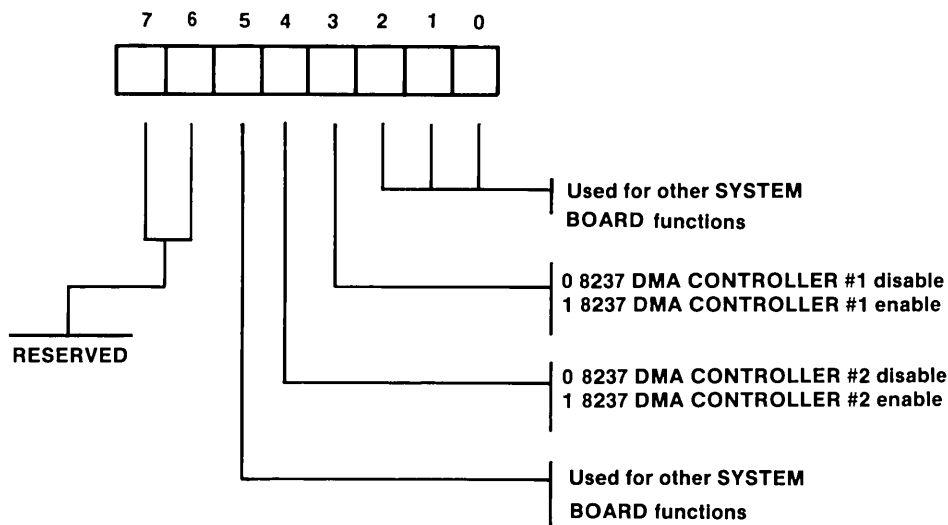 7 6 5 4 3 2 1 0
Used for other SYSTEM
BOARD functions
0 8237 DMA CONTROLLER #1 disable
1 8237 DMA CONTROLLER #1 enable
RESERVED
0 8237 DMA CONTROLLER #2 disable
1 8237 DMA CONTROLLER #2 enable
Used for other SYSTEM
BOARD functions